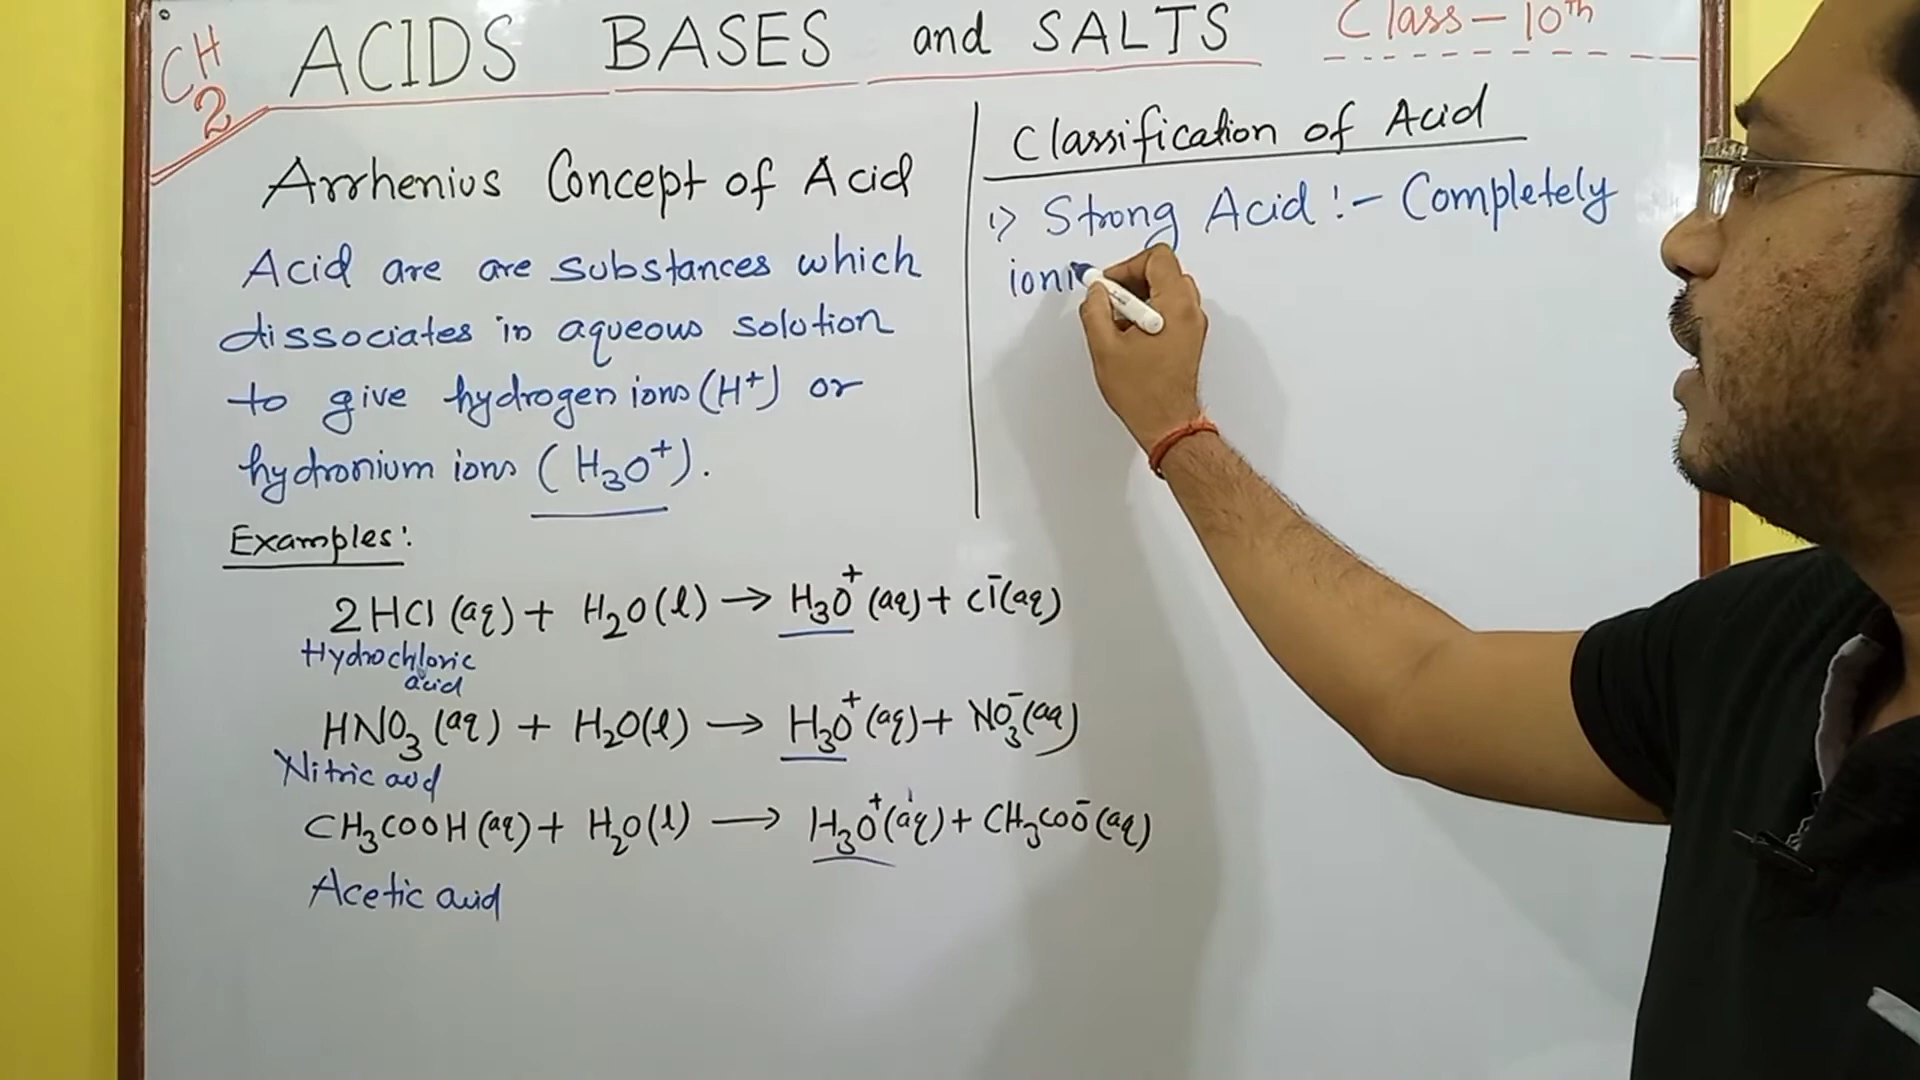 CH 2
ACIDS BASES and SALTS
Class - 10th
Arrhenius Concept of Acid
Acid are are substances which
dissociates in aqueous solution
to give hydrogen ions (H⁺) or
hydronium ions (H₃O⁺).
Examples:
2HCl (aq) + H₂O(l) → H₃O⁺ (aq) + Cl⁻(aq)
Hydrochloric
acid
HNO₃ (aq) + H₂O(l) → H₃O⁺ (aq) + NO₃⁻(aq)
Nitric acid
CH₃COOH (aq) + H₂O(l) → H₃O⁺(aq) + CH₃COO⁻(aq)
Acetic acid
Classification of Acid
1) Strong Acid :- Completely
ioni